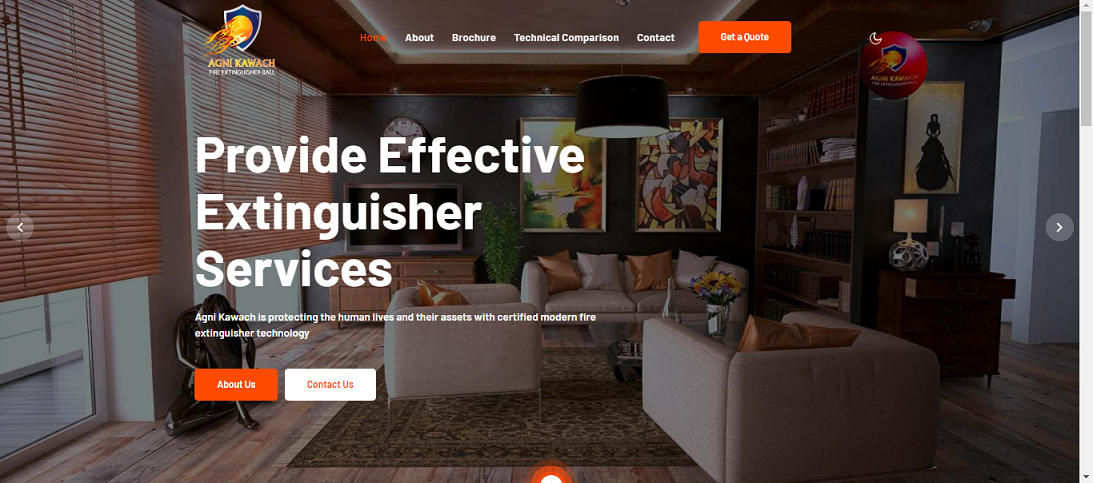 AGNI KAWACH
FIRE EXTINGUISHER BALL
Home About Brochure Technical Comparison Contact Get a Quote
AGNI KAWACH
FIRE EXTINGUISHER BALL
Provide Effective
Extinguisher
Services
Agni Kawach is protecting the human lives and their assets with certified modern fire
extinguisher technology
About Us Contact Us